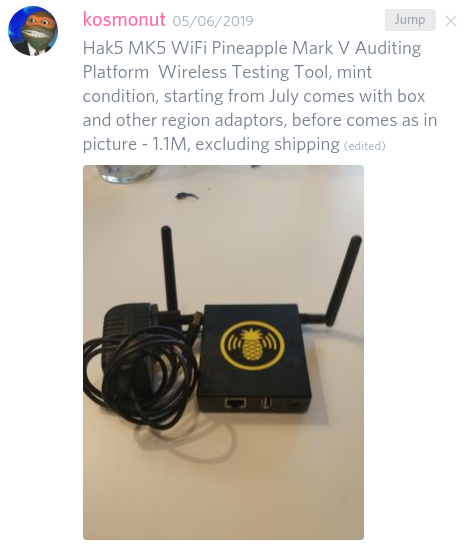 kosmonut 05/06/2019 Jump
Hak5 MK5 WiFi Pineapple Mark V Auditing
Platform  Wireless Testing Tool, mint
condition, starting from July comes with box
and other region adaptors, before comes as in
picture - 1.1M, excluding shipping (edited)